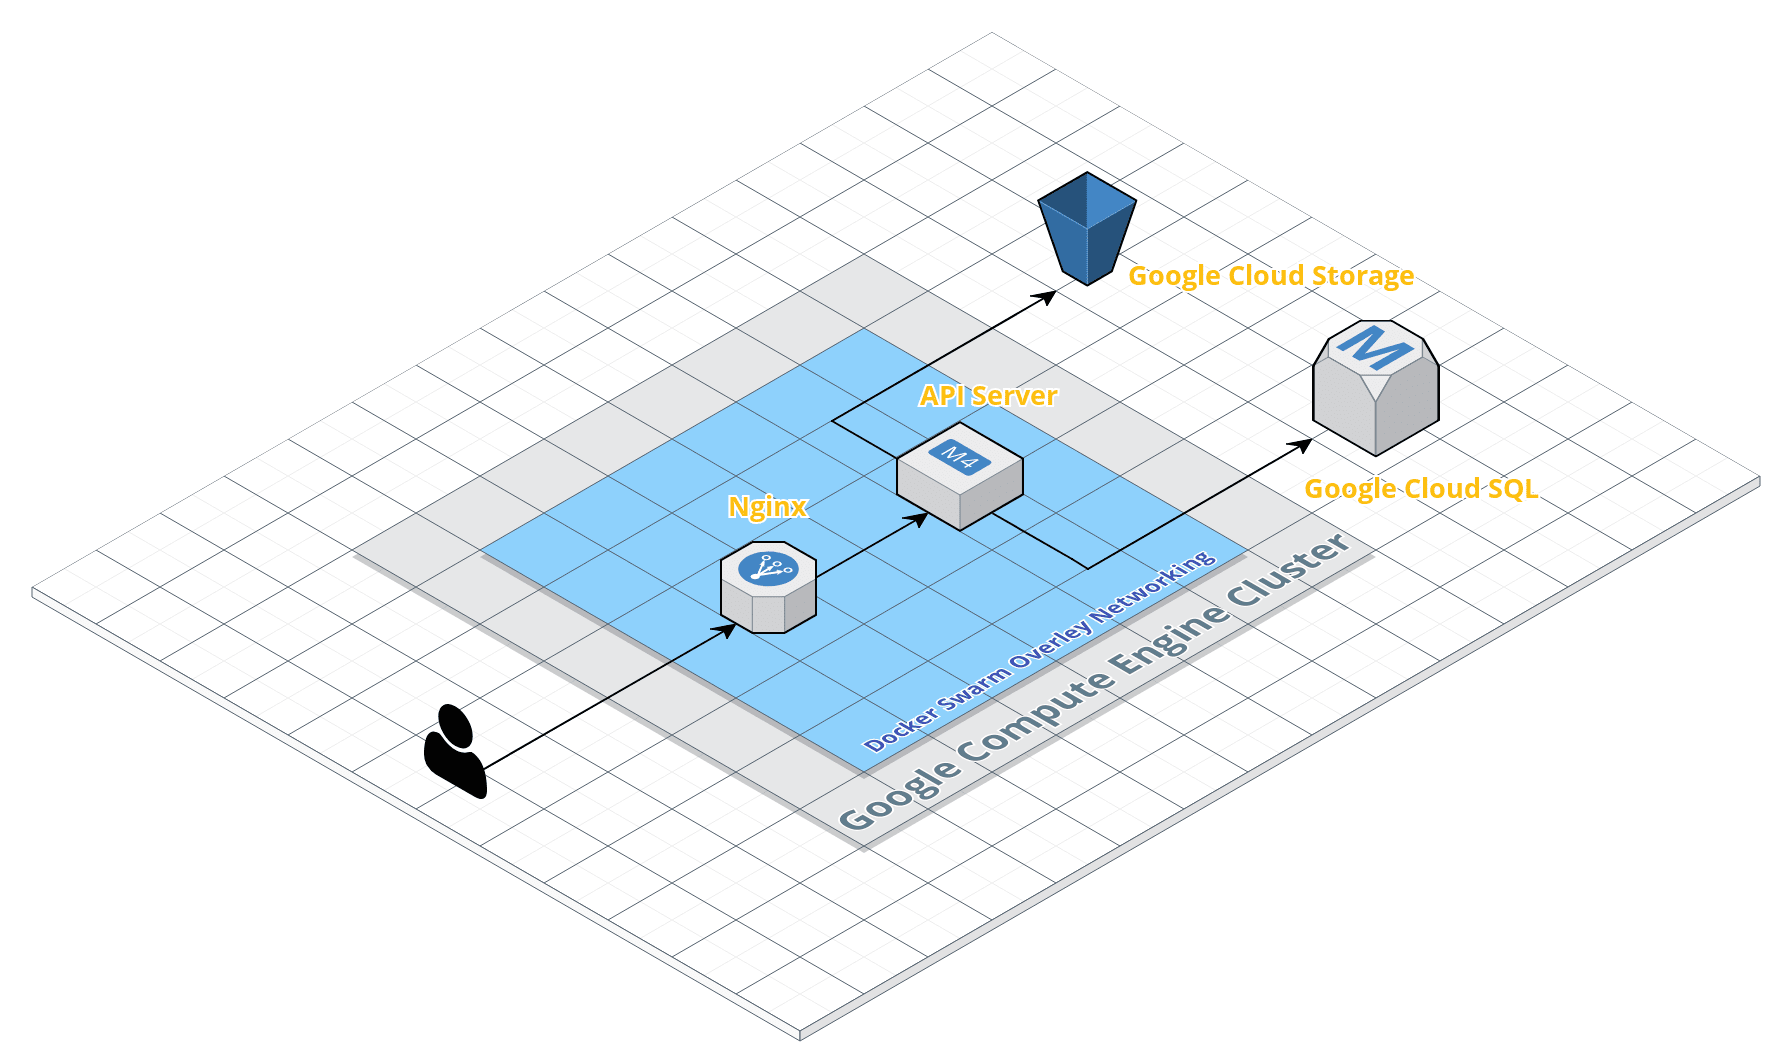 Google Cloud Storage
M
API Server
M4
Google Cloud SQL
Nginx
Docker Swarm Overley Networking
Google Compute Engine Cluster